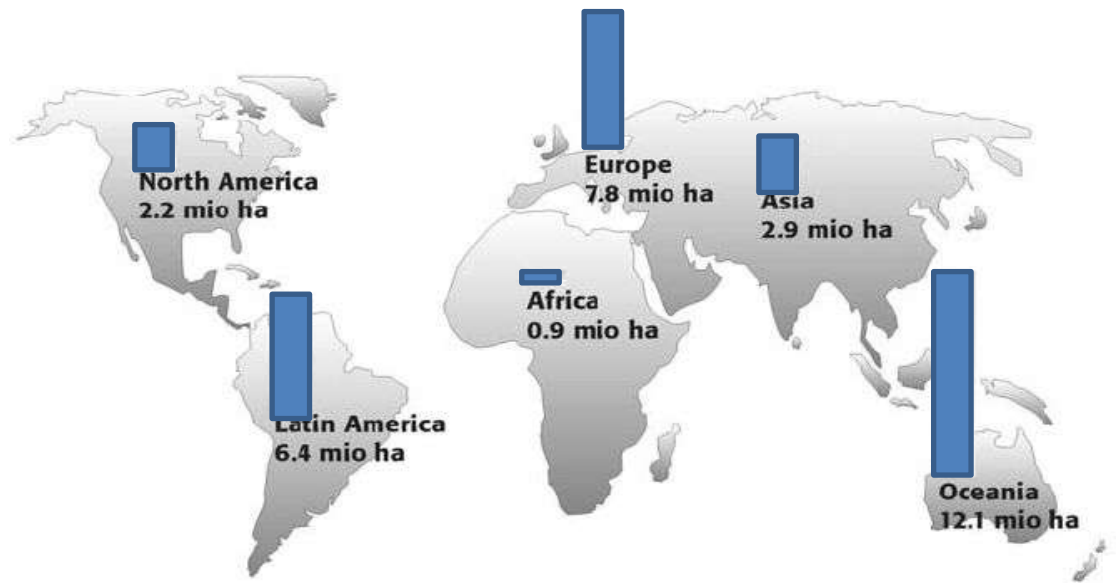 North America
2.2 mio ha
Europe
7.8 mio ha
Asia
2.9 mio ha
Africa
0.9 mio ha
Latin America
6.4 mio ha
Oceania
12.1 mio ha